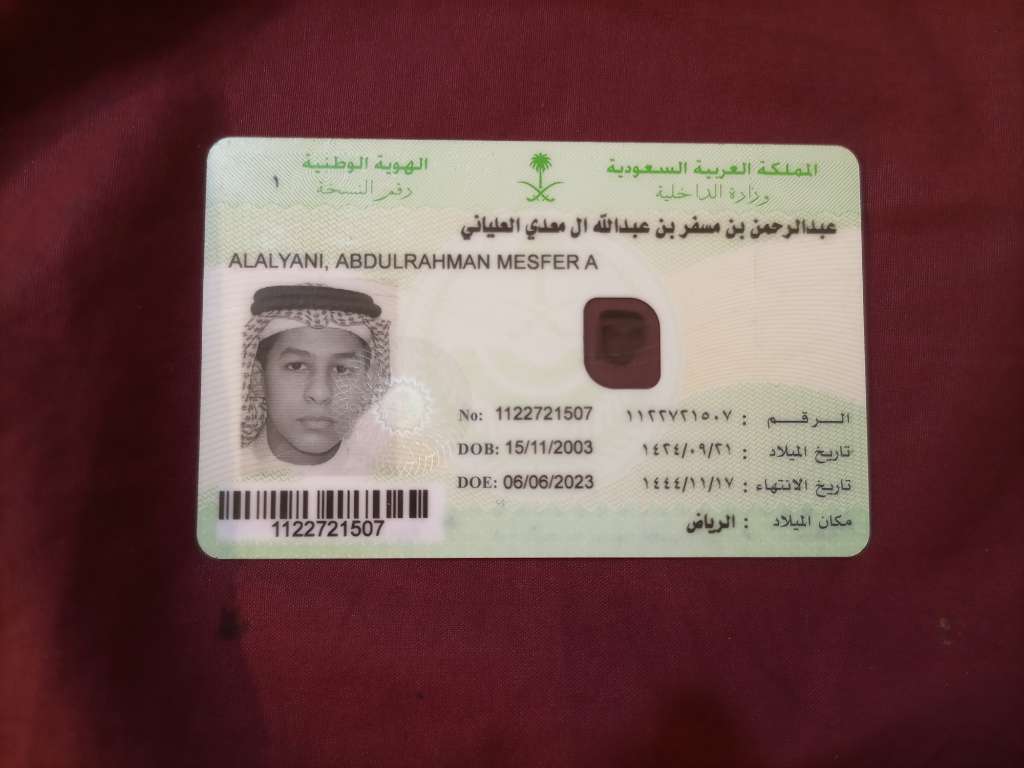 المملكة العربية السعودية
وزارة الداخلية
الهوية الوطنية
رقم النسخة ١
عبدالرحمن بن مسفر بن عبدالله ال معدي العلياني
ALALYANI, ABDULRAHMAN MESFER A
الرقم : ١١٢٢٧٢١٥٠٧
No: 1122721507
تاريخ الميلاد : ١٤٢٤/٠٩/٢١
DOB: 15/11/2003
تاريخ الانتهاء : ١٤٤٤/١١/١٧
DOE: 06/06/2023
مكان الميلاد : الرياض
1122721507